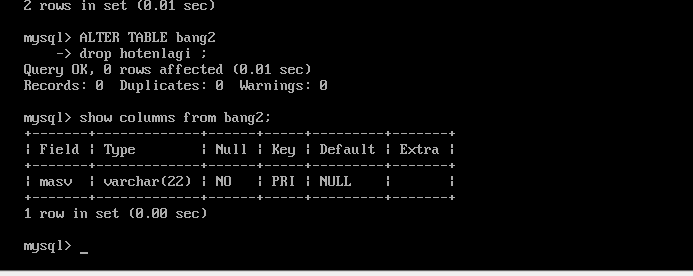 2 rows in set (0.01 sec)
mysql> ALTER TABLE bang2
    -> drop hotenlagi ;
Query OK, 0 rows affected (0.01 sec)
Records: 0  Duplicates: 0  Warnings: 0
mysql> show columns from bang2;
+-------+-------------+------+-----+---------+-------+
| Field | Type        | Null | Key | Default | Extra |
+-------+-------------+------+-----+---------+-------+
| masv  | varchar(22) | NO   | PRI | NULL    |       |
+-------+-------------+------+-----+---------+-------+
1 row in set (0.00 sec)
mysql> _